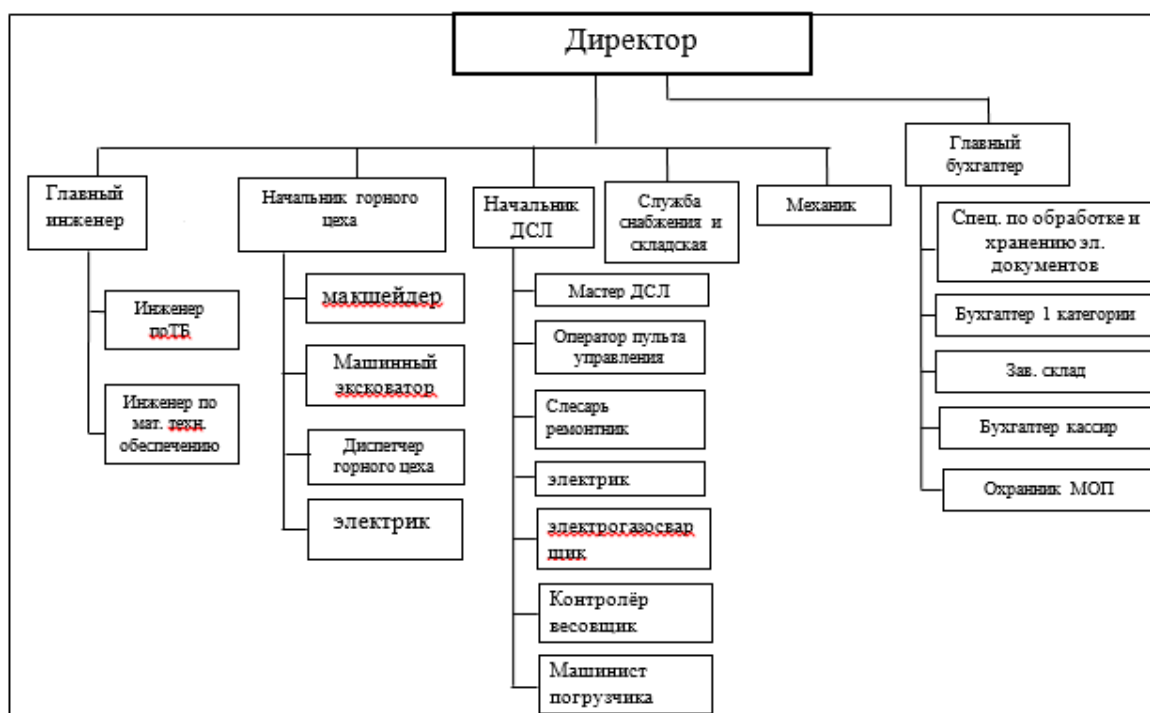 Директор
Главный
бухгалтер
Главный
инженер
Начальник горного
цеха
Начальник
ДСЛ
Служба
снабжения и
складская
Механик
Инженер
поТБ
Инженер по
мат. техн.
обеспечению
макшейдер
Машинный
эксковатор
Диспетчер
горного цеха
электрик
Мастер ДСЛ
Оператор пульта
управления
Слесарь
ремонтник
электрик
электрогазосвар
щик
Контролёр
весовщик
Машинист
погрузчика
Спец. по обработке и
хранению эл.
документов
Бухгалтер 1 категории
Зав. склад
Бухгалтер кассир
Охранник МОП